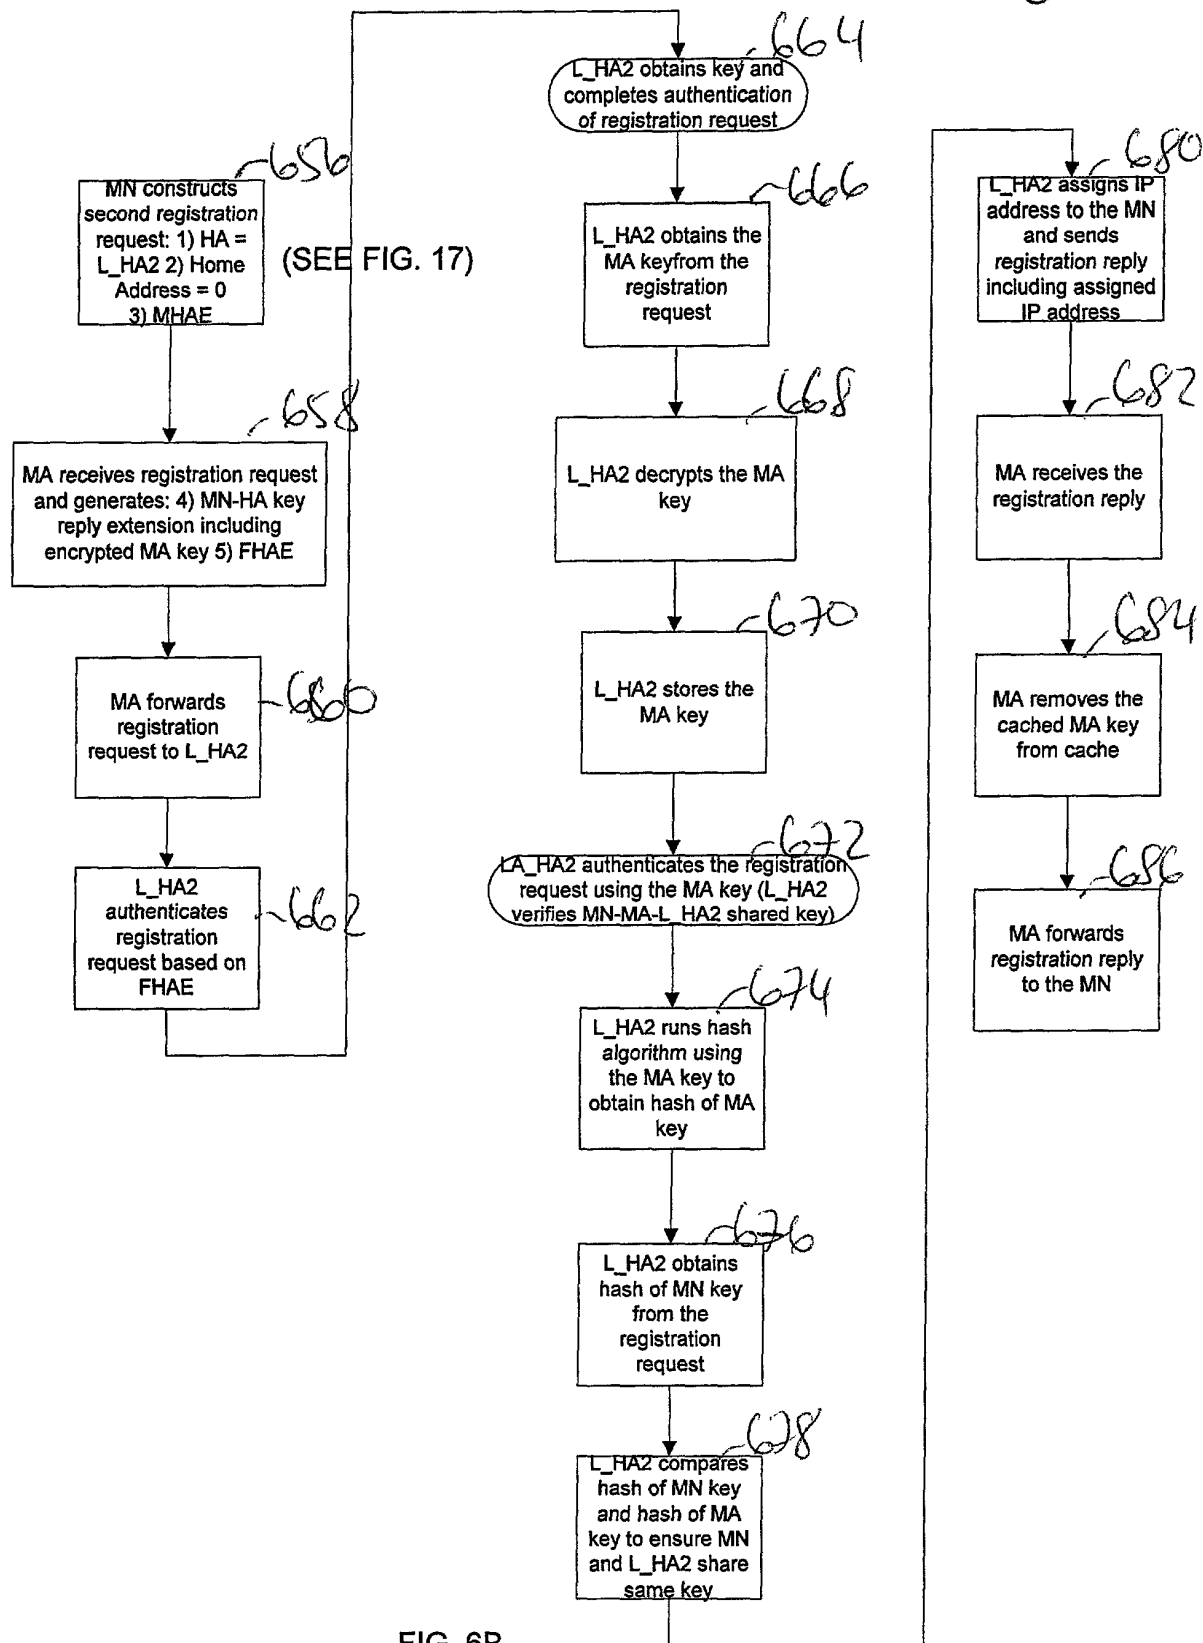 656
MN constructs
second registration
request: 1) HA =
L_HA2 2) Home
Address = 0
3) MHAE
(SEE FIG. 17)
658
MA receives registration request
and generates: 4) MN-HA key
reply extension including
encrypted MA key 5) FHAE
660
MA forwards
registration
request to L_HA2
662
L_HA2
authenticates
registration
request based on
FHAE
664
L_HA2 obtains key and
completes authentication
of registration request
666
L_HA2 obtains the
MA keyfrom the
registration
request
668
L_HA2 decrypts the MA
key
670
L_HA2 stores the
MA key
672
LA_HA2 authenticates the registration
request using the MA key (L_HA2
verifies MN-MA-L_HA2 shared key)
674
L_HA2 runs hash
algorithm using
the MA key to
obtain hash of MA
key
676
L_HA2 obtains
hash of MN key
from the
registration
request
678
L_HA2 compares
hash of MN key
and hash of MA
key to ensure MN
and L_HA2 share
same key
680
L_HA2 assigns IP
address to the MN
and sends
registration reply
including assigned
IP address
682
MA receives the
registration reply
684
MA removes the
cached MA key
from cache
686
MA forwards
registration reply
to the MN
FIG. 6B